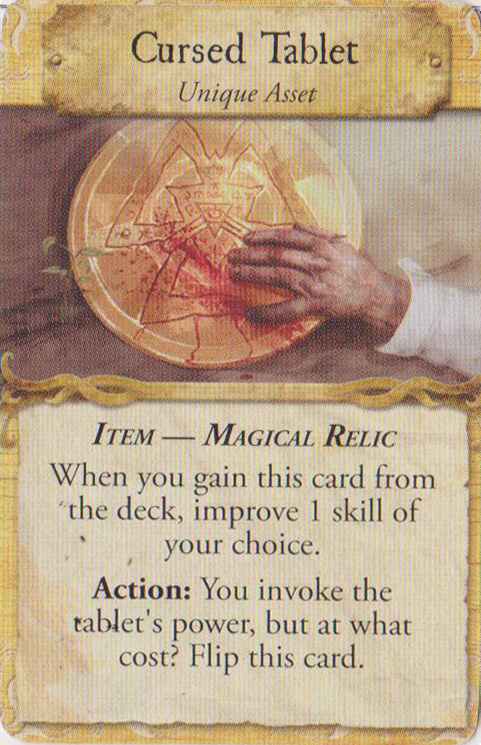 Cursed Tablet
Unique Asset
Item — Magical Relic
When you gain this card from
the deck, improve 1 skill of
your choice.
Action: You invoke the
tablet's power, but at what
cost? Flip this card.